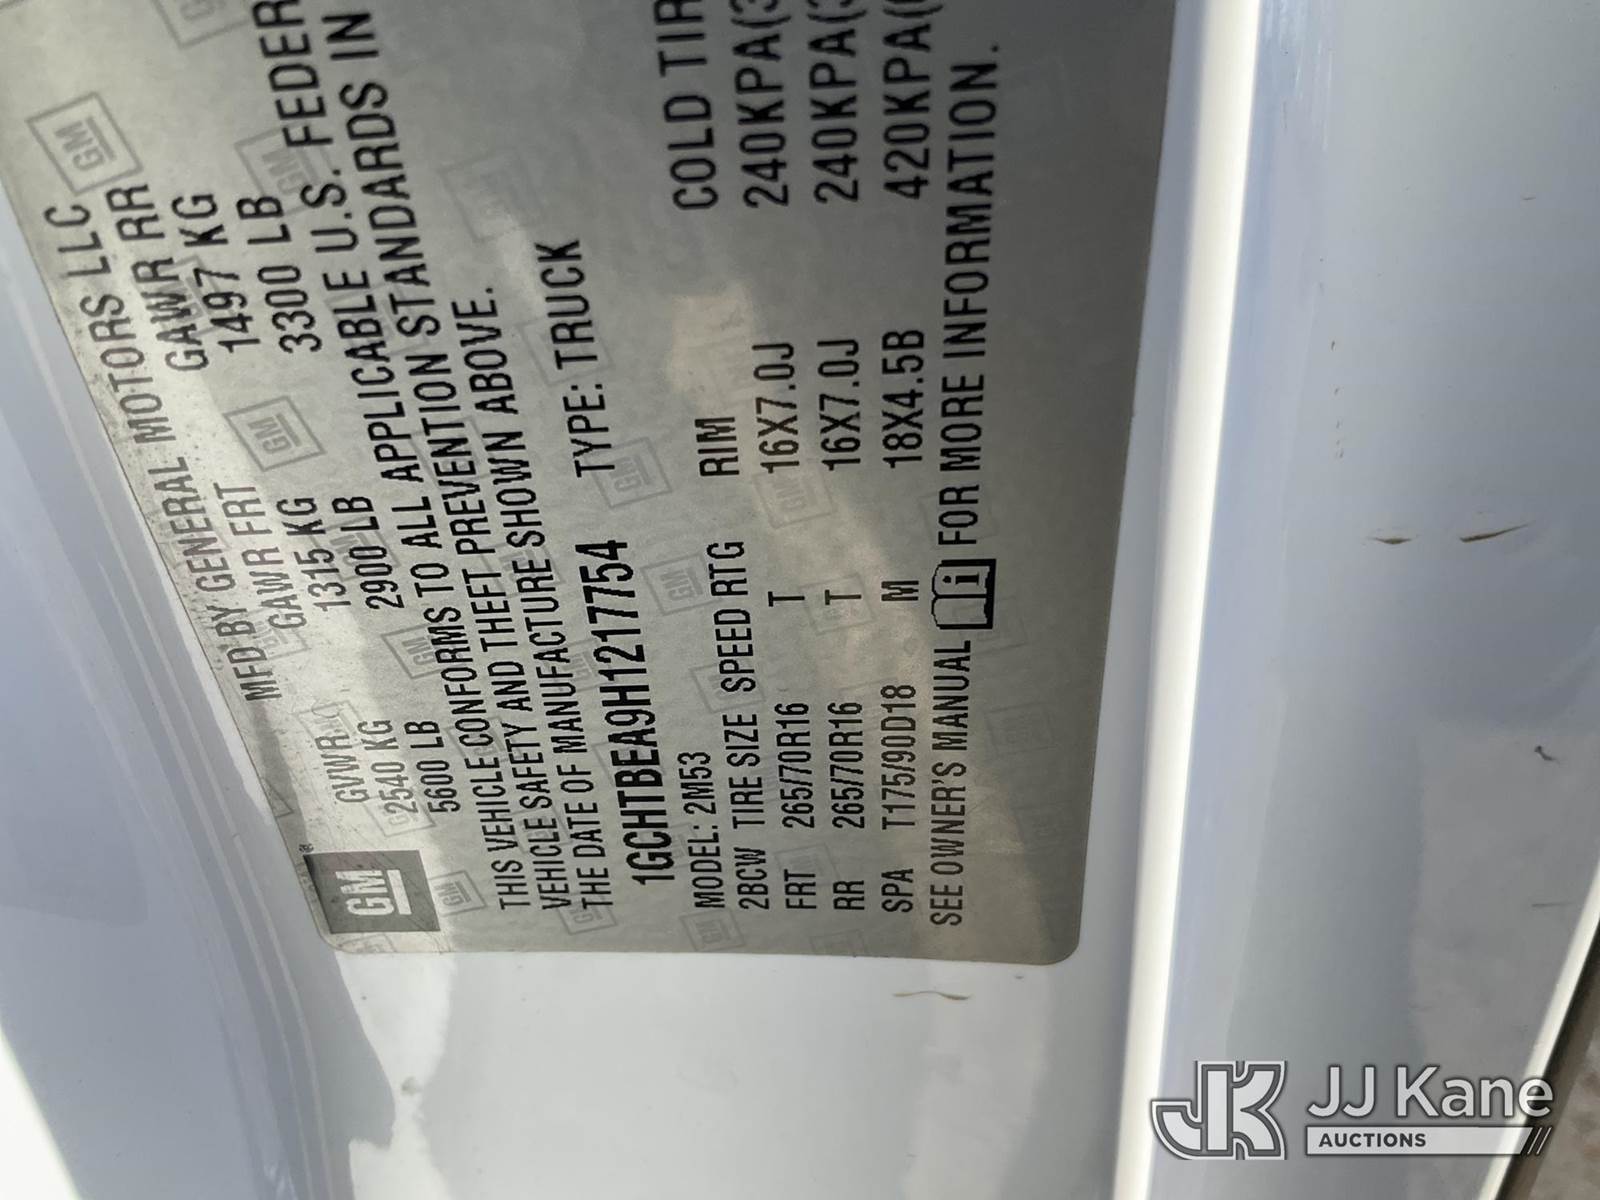 MFD BY GENERAL MOTORS LLC
GVWR GAWR FRT GAWR RR
2540 KG 1315 KG 1497 KG
5600 LB 2900 LB 3300 LB
THIS VEHICLE CONFORMS TO ALL APPLICABLE U.S.
VEHICLE SAFETY AND THEFT PREVENTION STANDARDS IN
THE DATE OF MANUFACTURE SHOWN ABOVE.
1GCHTBEA9H1217754 TYPE: TRUCK
MODEL: 2M53
2BCW TIRE SIZE SPEED RTG RIM COLD
FRT 265/70R16 T 16X7.0J 240KPA
RR 265/70R16 T 16X7.0J 240KPA
SPA T175/90D18 M 18X4.5B 420KPA
SEE OWNER'S MANUAL i FOR MORE INFORMATION.
GM
JK JJ Kane
AUCTIONS